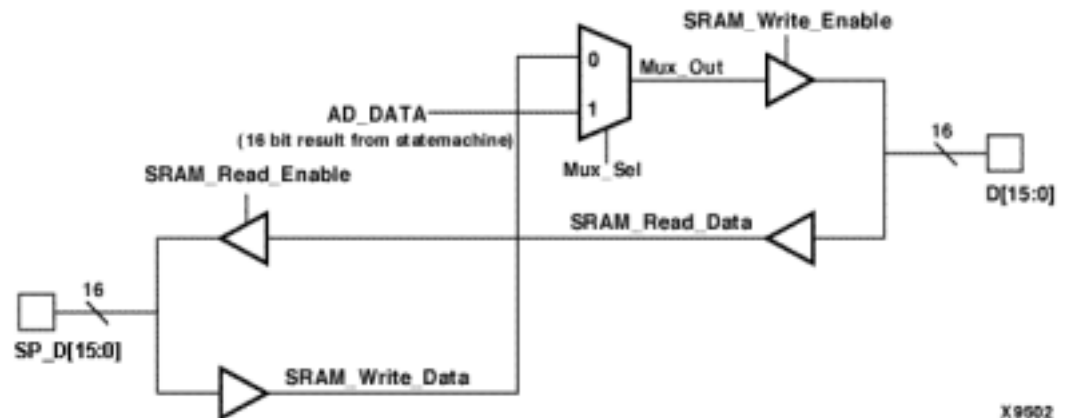 SRAM_Write_Enable
0
Mux_Out
AD_DATA
1
(16 bit result from statemachine)
16
Mux_Sel
SRAM_Read_Enable
D[15:0]
SRAM_Read_Data
16
SP_D[15:0]
SRAM_Write_Data
X9602